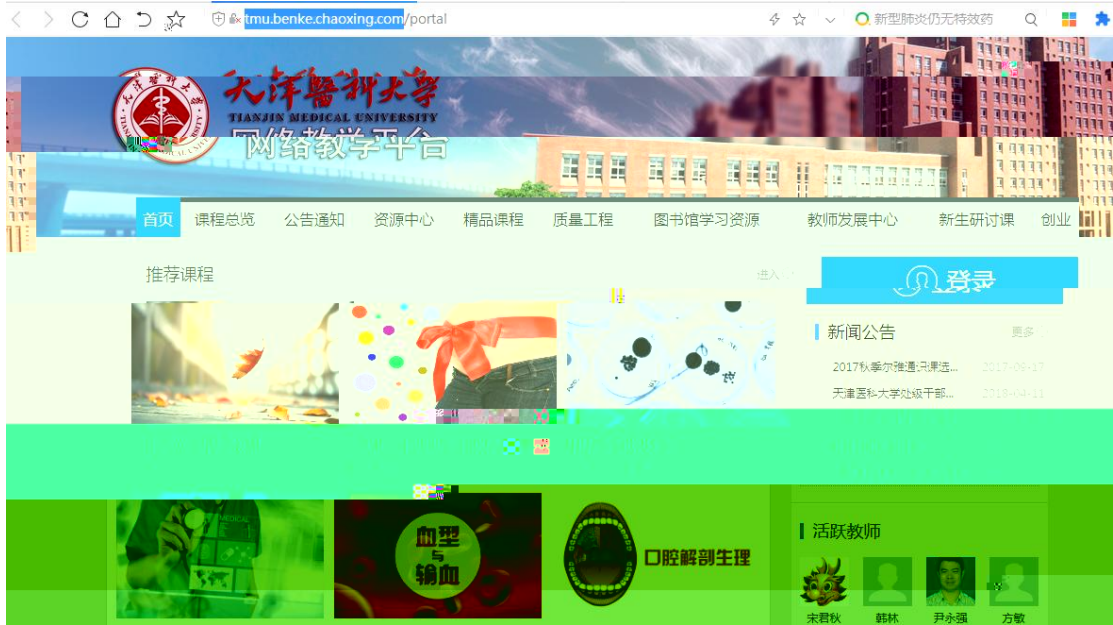 tmu.benke.chaoxing.com/portal
新型肺炎仍无特效药
天津醫科大学
TIANJIN MEDICAL UNIVERSITY
网络教学平台
首页 课程总览 公告通知 资源中心 精品课程 质量工程 图书馆学习资源 教师发展中心 新生研讨课 创业
推荐课程
进入
登录
新闻公告
更多
2017秋季尔雅通识课选... 2017-09-17
天津医科大学处级干部...
MEDICAL
血型
与
输血
口腔解剖生理
活跃教师
宋君秋 韩林 尹永强 方敏